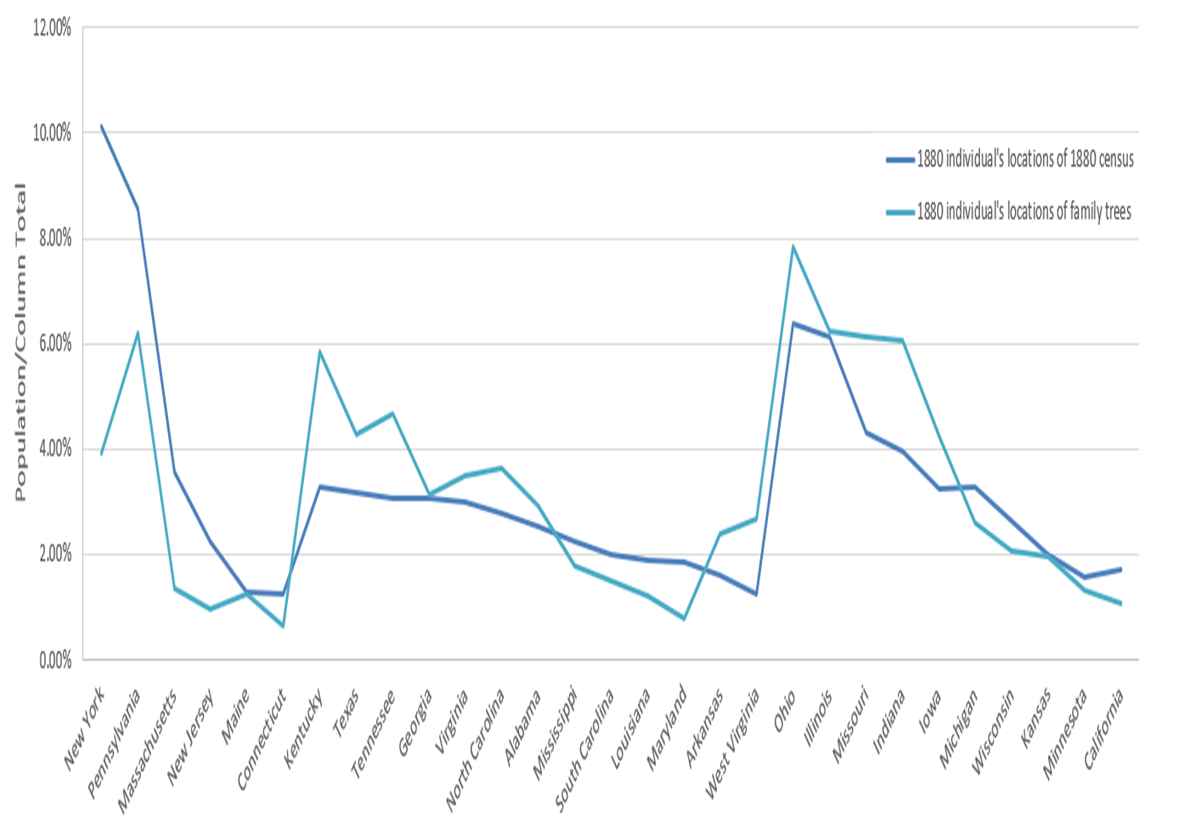 12.00%
10.00%
8.00%
6.00%
4.00%
2.00%
0.00%
Population/Column Total
1880 individual's locations of 1880 census
1880 individual's locations of family trees
New York
Pennsylvania
Massachusetts
New Jersey
Maine
Connecticut
Kentucky
Texas
Tennessee
Georgia
Virginia
North Carolina
Alabama
Mississippi
South Carolina
Louisiana
Maryland
Arkansas
West Virginia
Ohio
Illinois
Missouri
Indiana
Iowa
Michigan
Wisconsin
Kansas
Minnesota
California